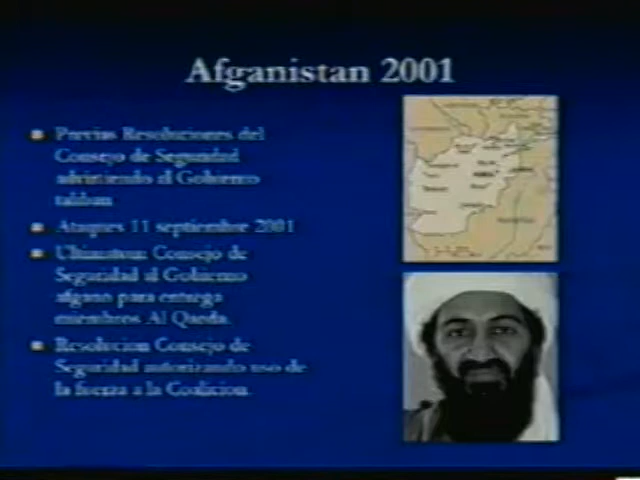 Afganistan 2001
Previas Resoluciones del
Consejo de Seguridad
advirtiendo al Gobierno
taliban
Ataques 11 septiembre 2001
Ultimatum Consejo de
Seguridad al Gobierno
afgano para entrega
miembros Al Qaeda.
Resolucion Consejo de
Seguridad autorizando uso de
la fuerza a la Coalicion.